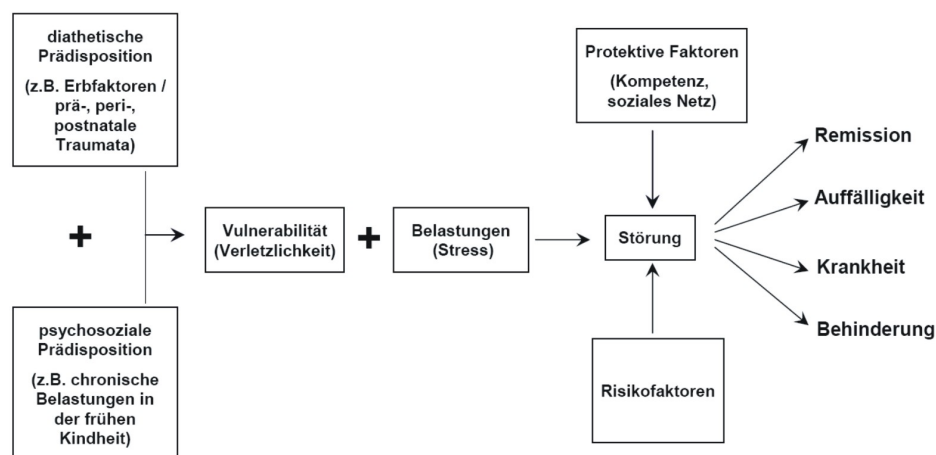 diathetische
Prädisposition
(z.B. Erbfaktoren /
prä-, peri-,
postnatale
Traumata)
+
psychosoziale
Prädisposition
(z.B. chronische
Belastungen in
der frühen
Kindheit)
Vulnerabilität
(Verletzlichkeit)
+
Belastungen
(Stress)
Protektive Faktoren
(Kompetenz,
soziales Netz)
Störung
Risikofaktoren
Remission
Auffälligkeit
Krankheit
Behinderung